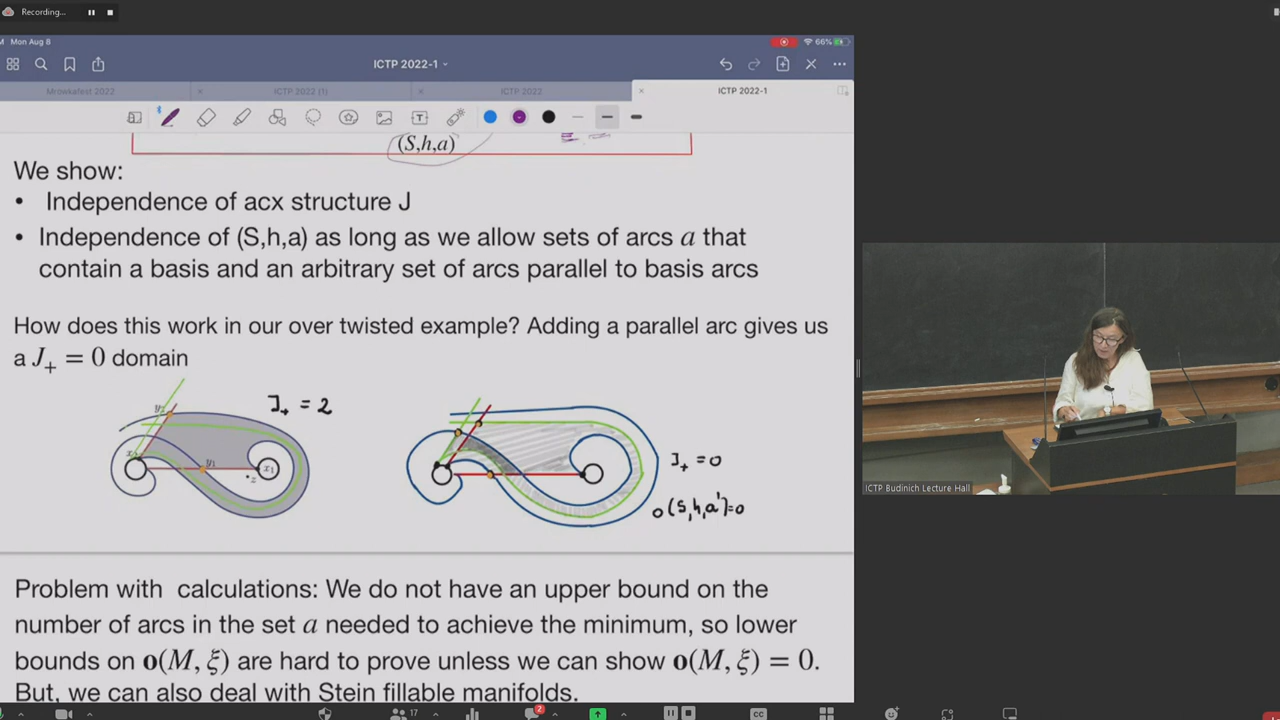 Recording...
Mon Aug 8
66%
ICTP 2022-1
Mrowkafest 2022
ICTP 2022 (1)
ICTP 2022
ICTP 2022-1
(S,h,a)
We show:
• Independence of acx structure J
• Independence of (S,h,a) as long as we allow sets of arcs a that
contain a basis and an arbitrary set of arcs parallel to basis arcs
How does this work in our over twisted example? Adding a parallel arc gives us
a J₊ = 0 domain
J₊ = 2
y₂
y₁
x₁
z
J₊ = 0
o(S,h,a')=0
Problem with calculations: We do not have an upper bound on the
number of arcs in the set a needed to achieve the minimum, so lower
bounds on o(M, ξ) are hard to prove unless we can show o(M, ξ) = 0.
But, we can also deal with Stein fillable manifolds.
ICTP Budinich Lecture Hall
17
2
CC